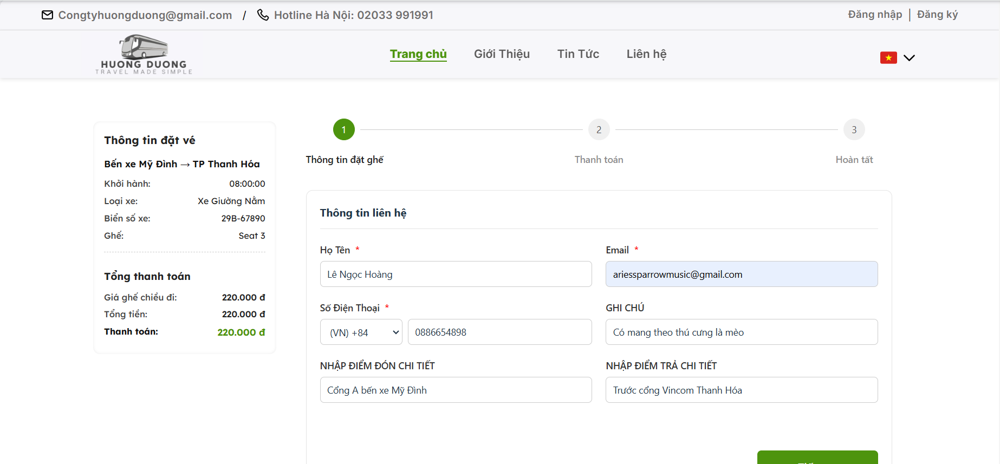 Congtyhuongduong@gmail.com / Hotline Hà Nội: 02033 991991
Đăng nhập | Đăng ký
HUONG DUONG
TRAVEL MADE SIMPLE
Trang chủ Giới Thiệu Tin Tức Liên hệ
Thông tin đặt vé
Bến xe Mỹ Đình → TP Thanh Hóa
Khởi hành: 08:00:00
Loại xe: Xe Giường Nằm
Biển số xe: 29B-67890
Ghế: Seat 3
Tổng thanh toán
Giá ghế chiều đi: 220.000 đ
Tổng tiền: 220.000 đ
Thanh toán: 220.000 đ
1 2 3
Thông tin đặt ghế Thanh toán Hoàn tất
Thông tin liên hệ
Họ Tên * Email *
Lê Ngọc Hoàng ariessparrowmusic@gmail.com
Số Điện Thoại * GHI CHÚ
(VN) +84 0886654898 Có mang theo thú cưng là mèo
NHẬP ĐIỂM ĐÓN CHI TIẾT NHẬP ĐIỂM TRẢ CHI TIẾT
Cổng A bến xe Mỹ Đình Trước cổng Vincom Thanh Hóa